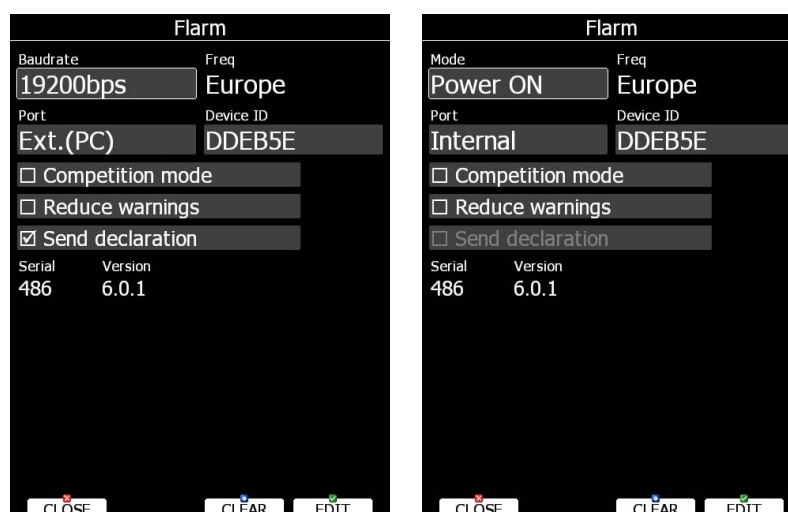 Flarm
Baudrate Freq
19200bps Europe
Port Device ID
Ext.(PC) DDEB5E
Competition mode
Reduce warnings
Send declaration
Serial Version
486 6.0.1
CLOSE CLEAR EDIT
Flarm
Mode Freq
Power ON Europe
Port Device ID
Internal DDEB5E
Competition mode
Reduce warnings
Send declaration
Serial Version
486 6.0.1
CLOSE CLEAR EDIT